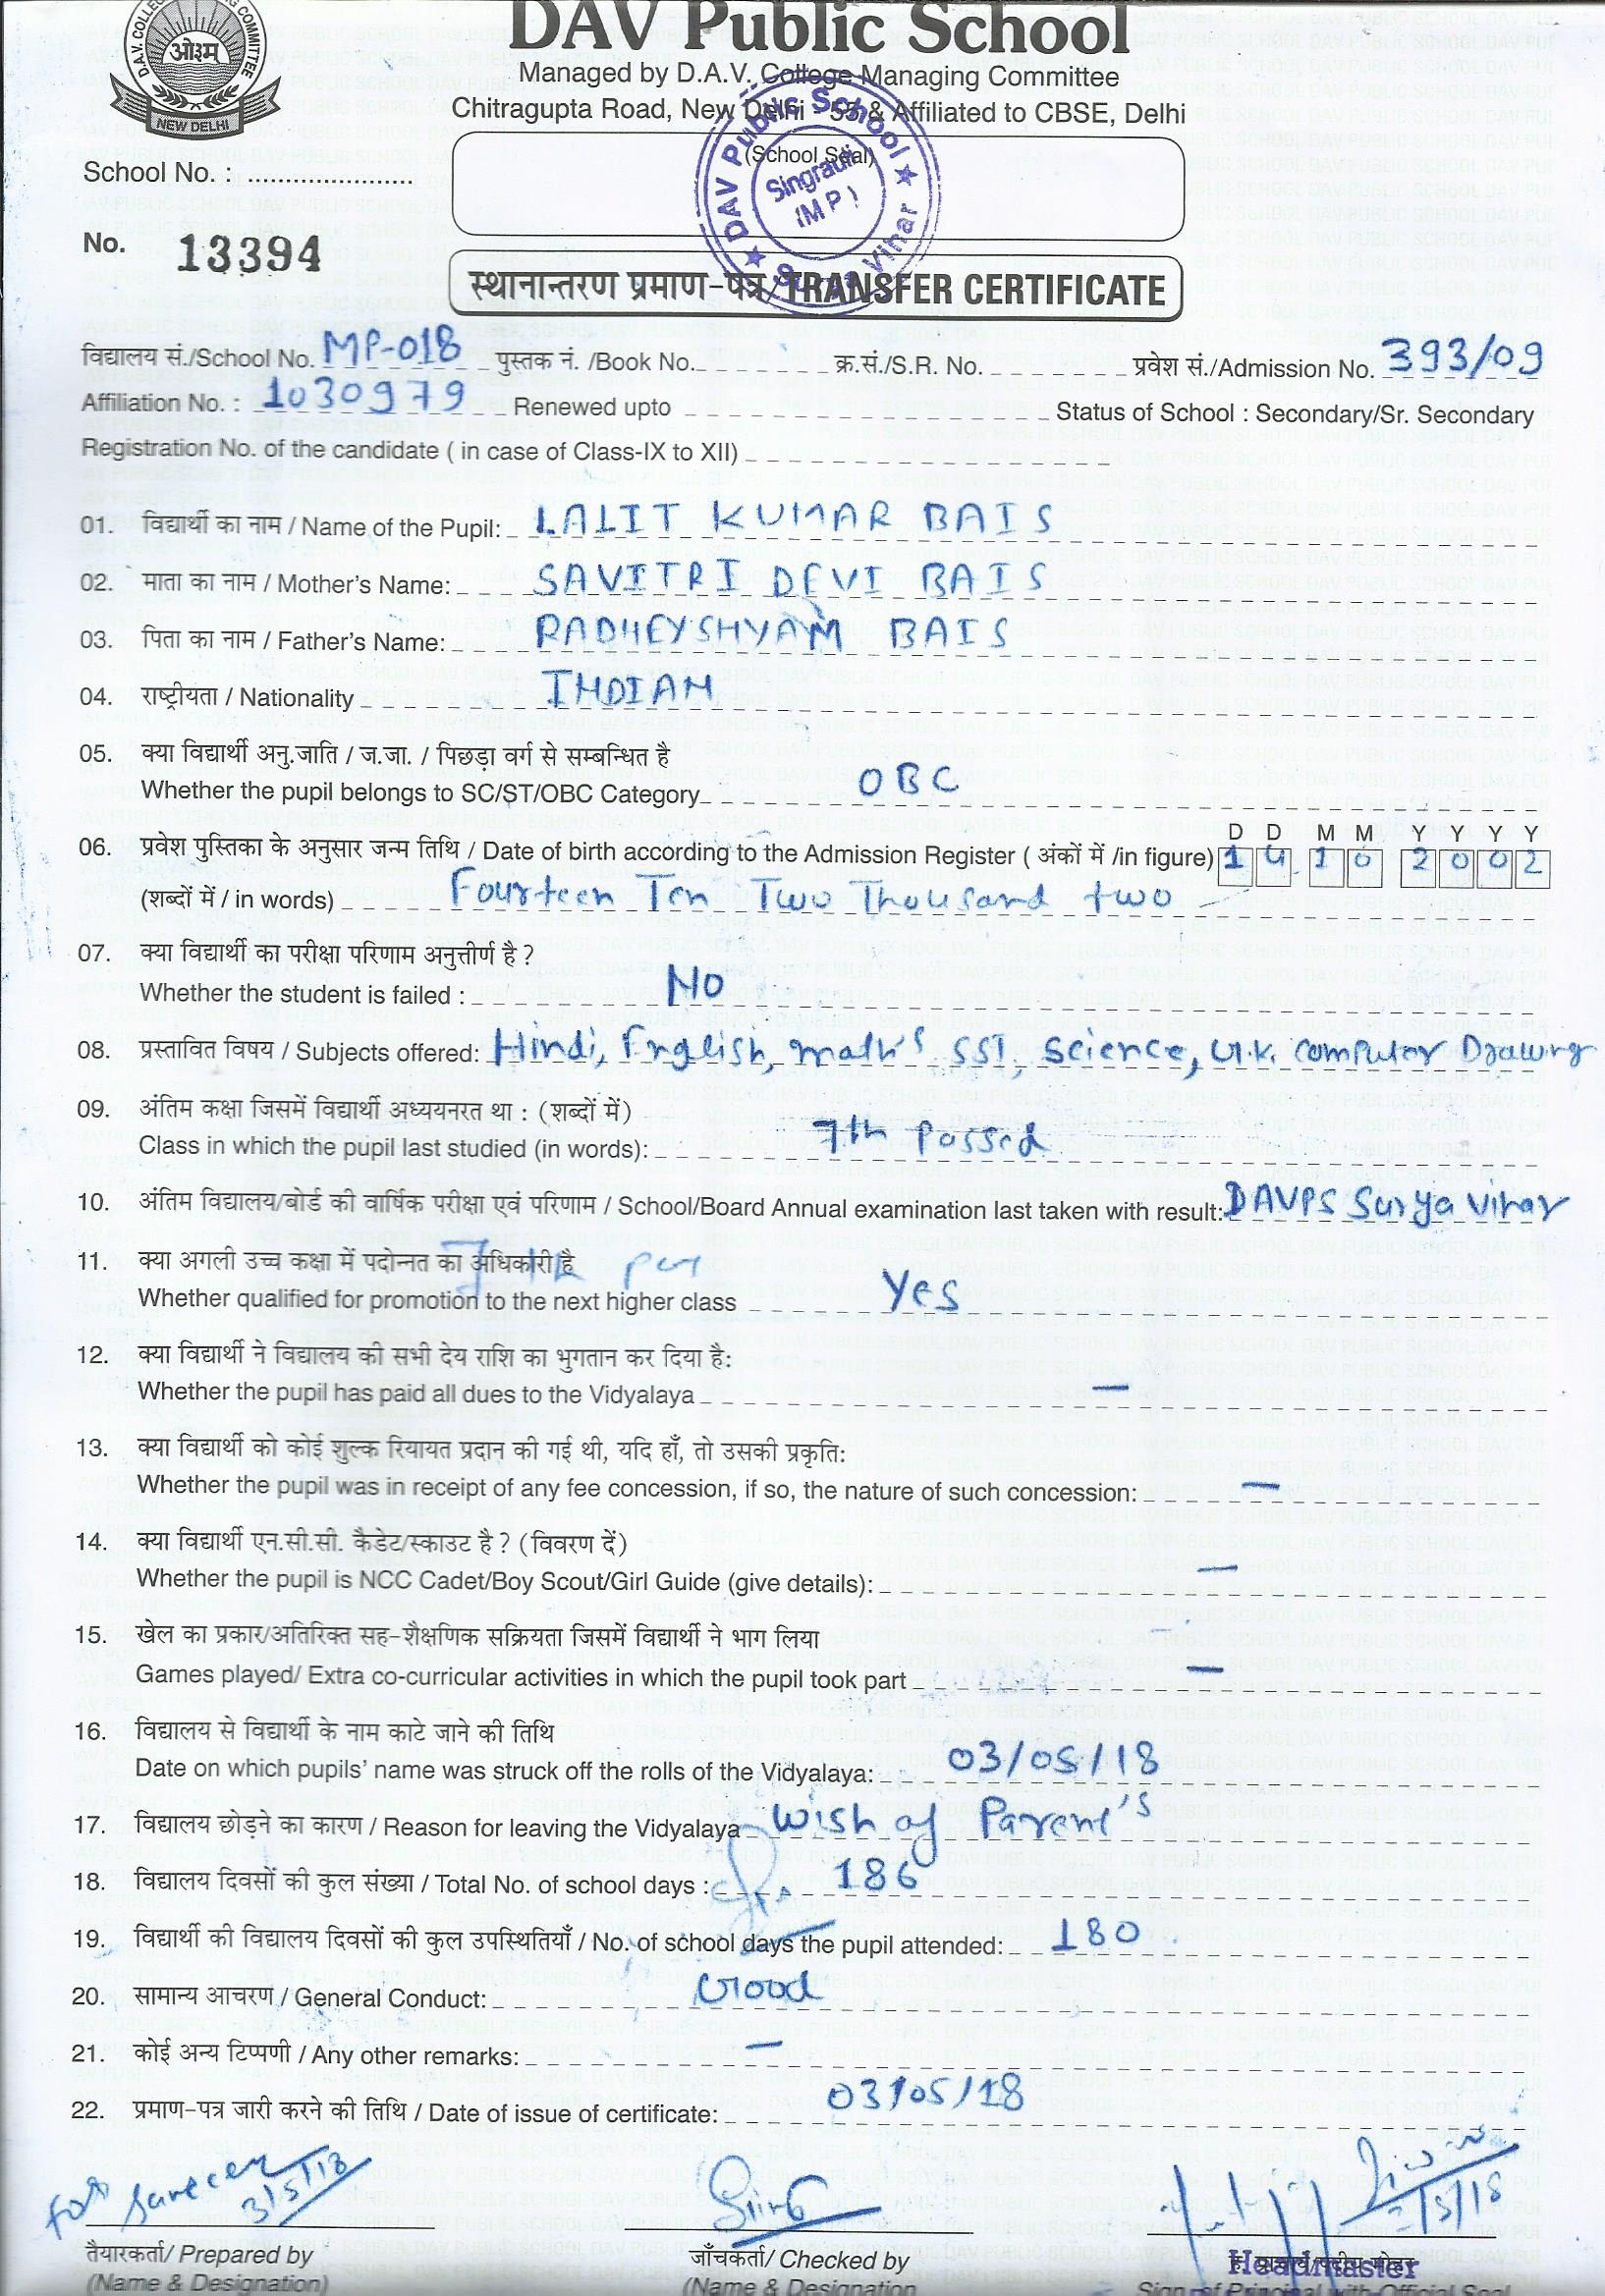 ओ३म्
NEW DELHI
DAV Public School
Managed by D.A.V. College Managing Committee
Chitragupta Road, New Delhi - 55 & Affiliated to CBSE, Delhi
School No. : ......................
(School Seal)
DAV Public School
Singrauli
(M P)
No. 13394
स्थानान्तरण प्रमाण-पत्र/TRANSFER CERTIFICATE
विद्यालय सं./School No. MP-018 पुस्तक नं. /Book No. क्र.सं./S.R. No. प्रवेश सं./Admission No. 393/09
Affiliation No. : 1030979 Renewed upto Status of School : Secondary/Sr. Secondary
Registration No. of the candidate ( in case of Class-IX to XII)
01. विद्यार्थी का नाम / Name of the Pupil: LALIT KUMAR BAIS
02. माता का नाम / Mother's Name: SAVITRI DEVI BAIS
03. पिता का नाम / Father's Name: RADHEYSHYAM BAIS
04. राष्ट्रीयता / Nationality INDIAN
05. क्या विद्यार्थी अनु.जाति / ज.जा. / पिछड़ा वर्ग से सम्बन्धित है
Whether the pupil belongs to SC/ST/OBC Category OBC
D D M M Y Y Y Y
06. प्रवेश पुस्तिका के अनुसार जन्म तिथि / Date of birth according to the Admission Register ( अंकों में /in figure) 14 10 2002
(शब्दों में / in words) Fourteen Ten Two Thousand two
07. क्या विद्यार्थी का परीक्षा परिणाम अनुत्तीर्ण है ?
Whether the student is failed : NO
08. प्रस्तावित विषय / Subjects offered: Hindi, English, math's SST, Science, G.K. Computer Drawing
09. अंतिम कक्षा जिसमें विद्यार्थी अध्ययनरत था : (शब्दों में)
Class in which the pupil last studied (in words): 7th Passed
10. अंतिम विद्यालय/बोर्ड की वार्षिक परीक्षा एवं परिणाम / School/Board Annual examination last taken with result: DAVPS Surya Vihar
11. क्या अगली उच्च कक्षा में पदोन्नत का अधिकारी है
Whether qualified for promotion to the next higher class Yes
12. क्या विद्यार्थी ने विद्यालय की सभी देय राशि का भुगतान कर दिया है:
Whether the pupil has paid all dues to the Vidyalaya —
13. क्या विद्यार्थी को कोई शुल्क रियायत प्रदान की गई थी, यदि हाँ, तो उसकी प्रकृति:
Whether the pupil was in receipt of any fee concession, if so, the nature of such concession: —
14. क्या विद्यार्थी एन.सी.सी. कैडेट/स्काउट है ? (विवरण दें)
Whether the pupil is NCC Cadet/Boy Scout/Girl Guide (give details): —
15. खेल का प्रकार/अतिरिक्त सह-शैक्षणिक सक्रियता जिसमें विद्यार्थी ने भाग लिया
Games played/ Extra co-curricular activities in which the pupil took part —
16. विद्यालय से विद्यार्थी के नाम काटे जाने की तिथि
Date on which pupils' name was struck off the rolls of the Vidyalaya: 03/05/18
17. विद्यालय छोड़ने का कारण / Reason for leaving the Vidyalaya Wish of Parent's
18. विद्यालय दिवसों की कुल संख्या / Total No. of school days : 186
19. विद्यार्थी की विद्यालय दिवसों की कुल उपस्थितियाँ / No. of school days the pupil attended: 180
20. सामान्य आचरण / General Conduct: Good
21. कोई अन्य टिप्पणी / Any other remarks: —
22. प्रमाण-पत्र जारी करने की तिथि / Date of issue of certificate: 03/05/18
3/5/18
तैयारकर्ता/ Prepared by जाँचकर्ता/ Checked by Headmaster
(Name & Designation) (Name & Designation Sign of Principal with Official Seal